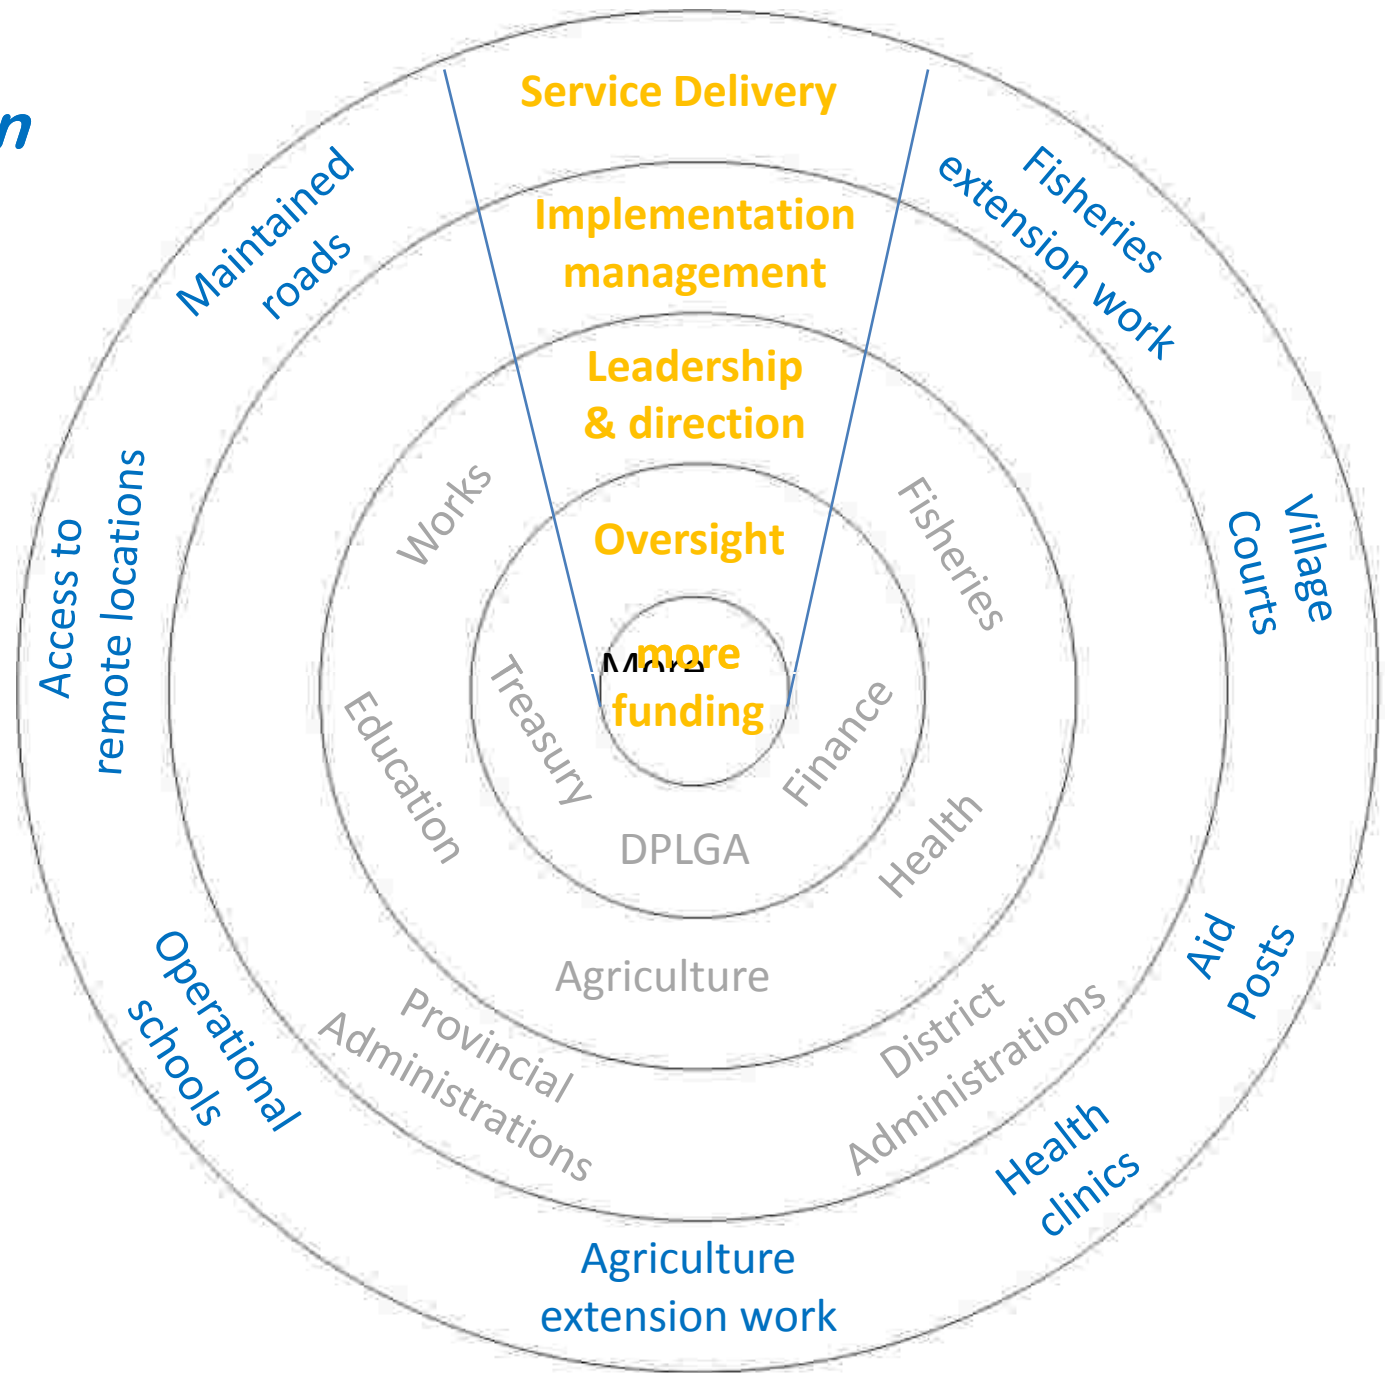 n
Service Delivery
Implementation
management
Leadership
& direction
Oversight
More
more
funding
Maintained
roads
Fisheries
extension work
Works
Fisheries
Access to
remote locations
Village
Courts
Treasury
Finance
Education
DPLGA
Health
Agriculture
Operational
schools
Provincial
Administrations
District
Administrations
Aid
Posts
Health
clinics
Agriculture
extension work